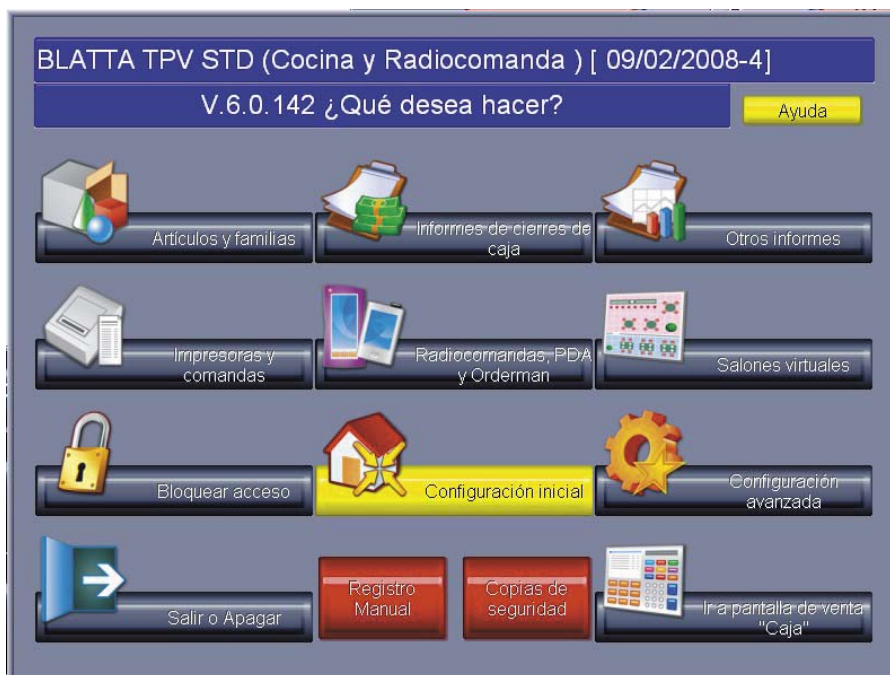 BLATTA TPV STD (Cocina y Radiocomanda ) [ 09/02/2008-4]
V.6.0.142 ¿Qué desea hacer?
Ayuda
Artículos y familias
Informes de cierres de
caja
Otros informes
Impresoras y
comandas
Radiocomandas, PDA
y Orderman
Salones virtuales
Bloquear acceso
Configuración inicial
Configuración
avanzada
Salir o Apagar
Registro
Manual
Copias de
seguridad
Ir a pantalla de venta
"Caja"